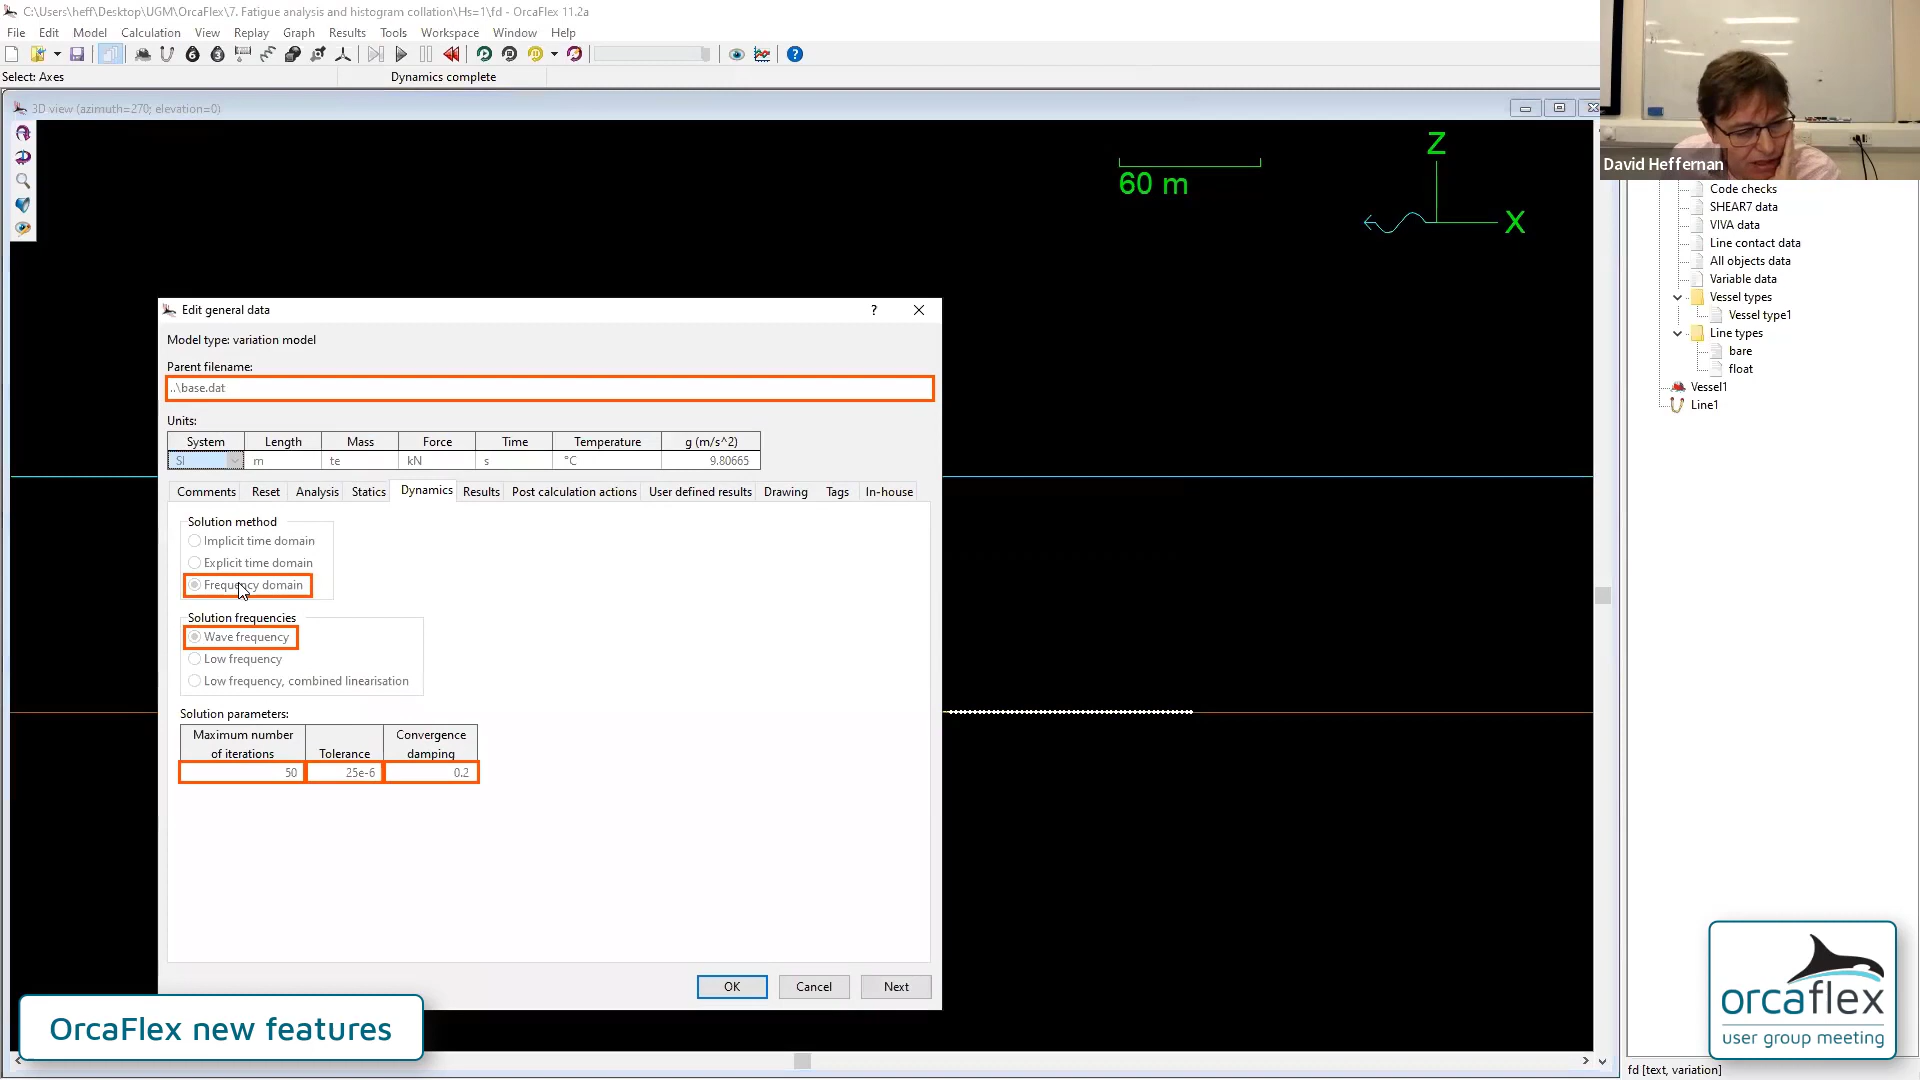 C:\Users\heff\Desktop\UGM\OrcaFlex\7. Fatigue analysis and histogram collation\Hs=1\fd - OrcaFlex 11.2a
File Edit Model Calculation View Replay Graph Results Tools Workspace Window Help
Select: Axes
Dynamics complete
3D view (azimuth=270; elevation=0)
60 m
Z
X
David Heffernan
Code checks
SHEAR7 data
VIVA data
Line contact data
All objects data
Variable data
Vessel types
Vessel type1
Line types
bare
float
Vessel1
Line1
Edit general data
Model type: variation model
Parent filename:
..\base.dat
Units:
System Length Mass Force Time Temperature g (m/s^2)
SI m te kN s °C 9.80665
Comments Reset Analysis Statics Dynamics Results Post calculation actions User defined results Drawing Tags In-house
Solution method
Implicit time domain
Explicit time domain
Frequency domain
Solution frequencies
Wave frequency
Low frequency
Low frequency, combined linearisation
Solution parameters:
Maximum number of iterations Tolerance Convergence damping
50 25e-6 0.2
OK Cancel Next
OrcaFlex new features
orcaflex
user group meeting
fd [text, variation]